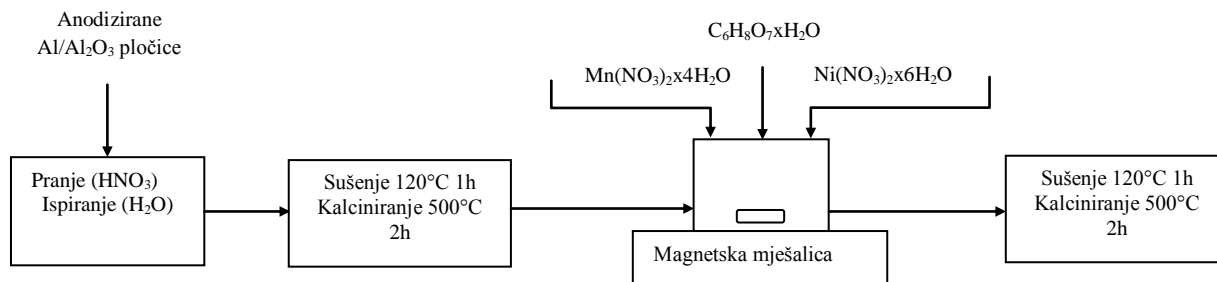 Anodizirane
Al/Al₂O₃ pločice
C₆H₈O₇xH₂O
Mn(NO₃)₂x4H₂O
Ni(NO₃)₂x6H₂O
Pranje (HNO₃)
Ispiranje (H₂O)
Sušenje 120°C 1h
Kalciniranje 500°C
2h
Magnetska mješalica
Sušenje 120°C 1h
Kalciniranje 500°C
2h